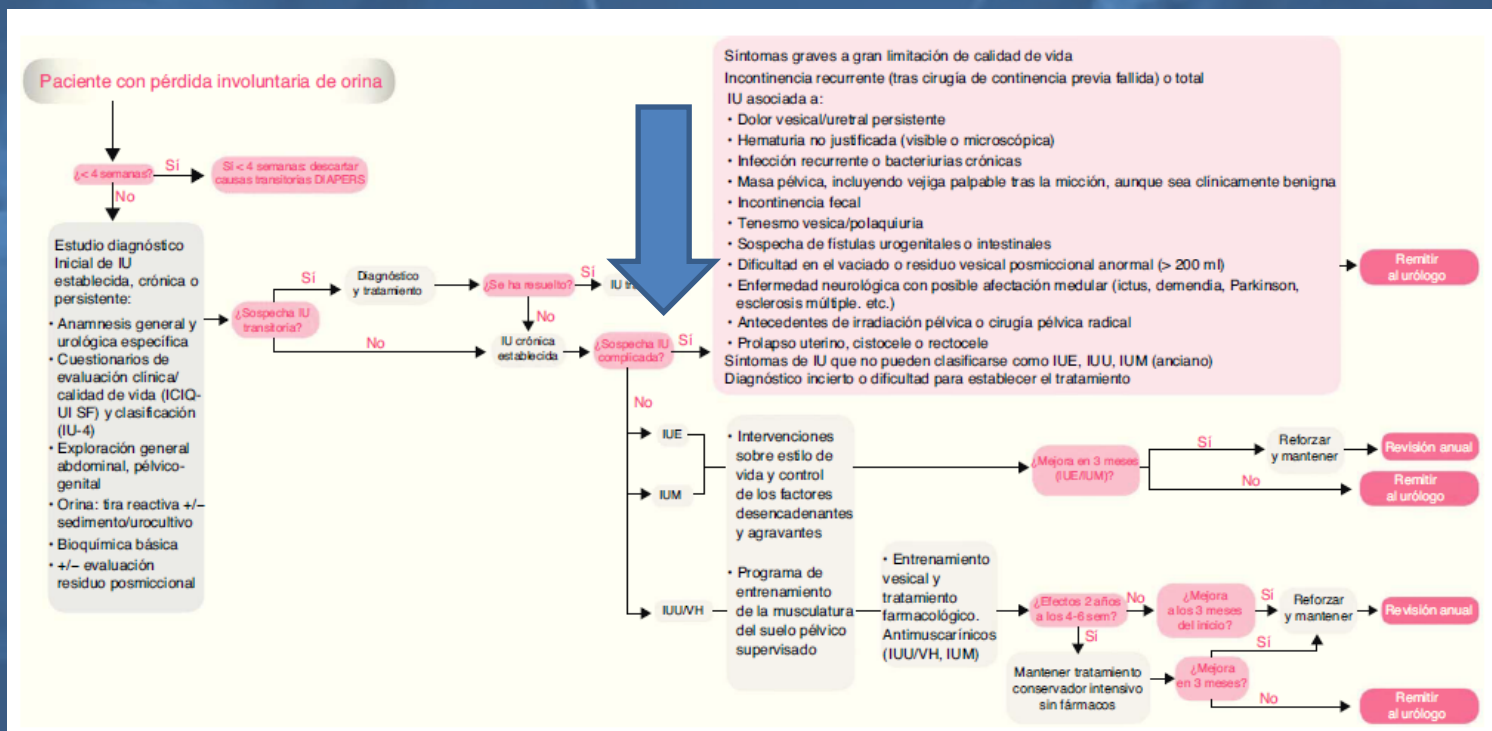 Paciente con pérdida involuntaria de orina
¿< 4 semanas?
Sí
Sí < 4 semanas: descartar
causas transitorias DIAPERS
No
Estudio diagnóstico
Inicial de IU
establecida, crónica o
persistente:
• Anamnesis general y
urológica específica
• Cuestionarios de
evaluación clínica/
calidad de vida (ICIQ-
UI SF) y clasificación
(IU-4)
• Exploración general
abdominal, pélvico-
genital
• Orina: tira reactiva +/–
sedimento/urocultivo
• Bioquímica básica
• +/– evaluación
residuo posmiccional
¿Sospecha IU
transitoria?
Sí
Diagnóstico
y tratamiento
¿Se ha resuelto?
Sí
IU
No
No
IU crónica
establecida
¿Sospecha IU
complicada?
Sí
Síntomas graves a gran limitación de calidad de vida
Incontinencia recurrente (tras cirugía de continencia previa fallida) o total
IU asociada a:
• Dolor vesical/uretral persistente
• Hematuria no justificada (visible o microscópica)
• Infección recurrente o bacteriurias crónicas
• Masa pélvica, incluyendo vejiga palpable tras la micción, aunque sea clínicamente benigna
• Incontinencia fecal
• Tenesmo vesica/polaquiuria
• Sospecha de fístulas urogenitales o intestinales
• Dificultad en el vaciado o residuo vesical posmiccional anormal (> 200 ml)
• Enfermedad neurológica con posible afectación medular (ictus, demendia, Parkinson,
esclerosis múltiple. etc.)
• Antecedentes de irradiación pélvica o cirugía pélvica radical
• Prolapso uterino, cistocele o rectocele
Síntomas de IU que no pueden clasificarse como IUE, IUU, IUM (anciano)
Diagnóstico incierto o dificultad para establecer el tratamiento
Remitir
al urólogo
No
IUE
IUM
IUU/VH
• Intervenciones
sobre estilo de
vida y control
de los factores
desencadenantes
y agravantes
• Programa de
entrenamiento
de la musculatura
del suelo pélvico
supervisado
¿Mejora en 3 meses
(IUE/IUM)?
Sí
Reforzar
y mantener
Revisión anual
No
Remitir
al urólogo
• Entrenamiento
vesical y
tratamiento
farmacológico.
Antimuscarínicos
(IUU/VH, IUM)
¿Efectos 2 años
a los 4-6 sem?
No
¿Mejora
a los 3 meses
del inicio?
Sí
Reforzar
y mantener
Revisión anual
Sí
Mantener tratamiento
conservador intensivo
sin fármacos
¿Mejora
en 3 meses?
Sí
No
Remitir
al urólogo